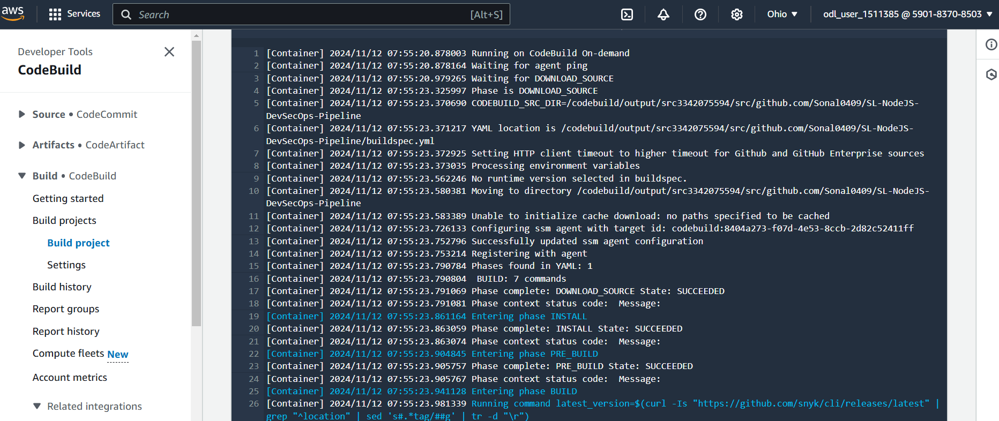 aws
Services
Search
[Alt+S]
Ohio
odl_user_1511385 @ 5901-8370-8503
Developer Tools
CodeBuild
Source • CodeCommit
Artifacts • CodeArtifact
Build • CodeBuild
Getting started
Build projects
Build project
Settings
Build history
Report groups
Report history
Compute fleets New
Account metrics
Related integrations
1 [Container] 2024/11/12 07:55:20.878003 Running on CodeBuild On-demand
2 [Container] 2024/11/12 07:55:20.878164 Waiting for agent ping
3 [Container] 2024/11/12 07:55:20.979265 Waiting for DOWNLOAD_SOURCE
4 [Container] 2024/11/12 07:55:23.325997 Phase is DOWNLOAD_SOURCE
5 [Container] 2024/11/12 07:55:23.370690 CODEBUILD_SRC_DIR=/codebuild/output/src3342075594/src/github.com/Sonal0409/SL-NodeJS-
DevSecOps-Pipeline
6 [Container] 2024/11/12 07:55:23.371217 YAML location is /codebuild/output/src3342075594/src/github.com/Sonal0409/SL-NodeJS-
DevSecOps-Pipeline/buildspec.yml
7 [Container] 2024/11/12 07:55:23.372925 Setting HTTP client timeout to higher timeout for Github and GitHub Enterprise sources
8 [Container] 2024/11/12 07:55:23.373035 Processing environment variables
9 [Container] 2024/11/12 07:55:23.562246 No runtime version selected in buildspec.
10 [Container] 2024/11/12 07:55:23.580381 Moving to directory /codebuild/output/src3342075594/src/github.com/Sonal0409/SL-NodeJS-
DevSecOps-Pipeline
11 [Container] 2024/11/12 07:55:23.583389 Unable to initialize cache download: no paths specified to be cached
12 [Container] 2024/11/12 07:55:23.726133 Configuring ssm agent with target id: codebuild:8404a273-f07d-4e53-8ccb-2d82c52411ff
13 [Container] 2024/11/12 07:55:23.752796 Successfully updated ssm agent configuration
14 [Container] 2024/11/12 07:55:23.753214 Registering with agent
15 [Container] 2024/11/12 07:55:23.790784 Phases found in YAML: 1
16 [Container] 2024/11/12 07:55:23.790804  BUILD: 7 commands
17 [Container] 2024/11/12 07:55:23.791069 Phase complete: DOWNLOAD_SOURCE State: SUCCEEDED
18 [Container] 2024/11/12 07:55:23.791081 Phase context status code:  Message:
19 [Container] 2024/11/12 07:55:23.861164 Entering phase INSTALL
20 [Container] 2024/11/12 07:55:23.863059 Phase complete: INSTALL State: SUCCEEDED
21 [Container] 2024/11/12 07:55:23.863074 Phase context status code:  Message:
22 [Container] 2024/11/12 07:55:23.904845 Entering phase PRE_BUILD
23 [Container] 2024/11/12 07:55:23.905757 Phase complete: PRE_BUILD State: SUCCEEDED
24 [Container] 2024/11/12 07:55:23.905767 Phase context status code:  Message:
25 [Container] 2024/11/12 07:55:23.941128 Entering phase BUILD
26 [Container] 2024/11/12 07:55:23.981339 Running command latest_version=$(curl -Is "https://github.com/snyk/cli/releases/latest" |
grep "^location" | sed 's#.*tag/##g' | tr -d "\r")